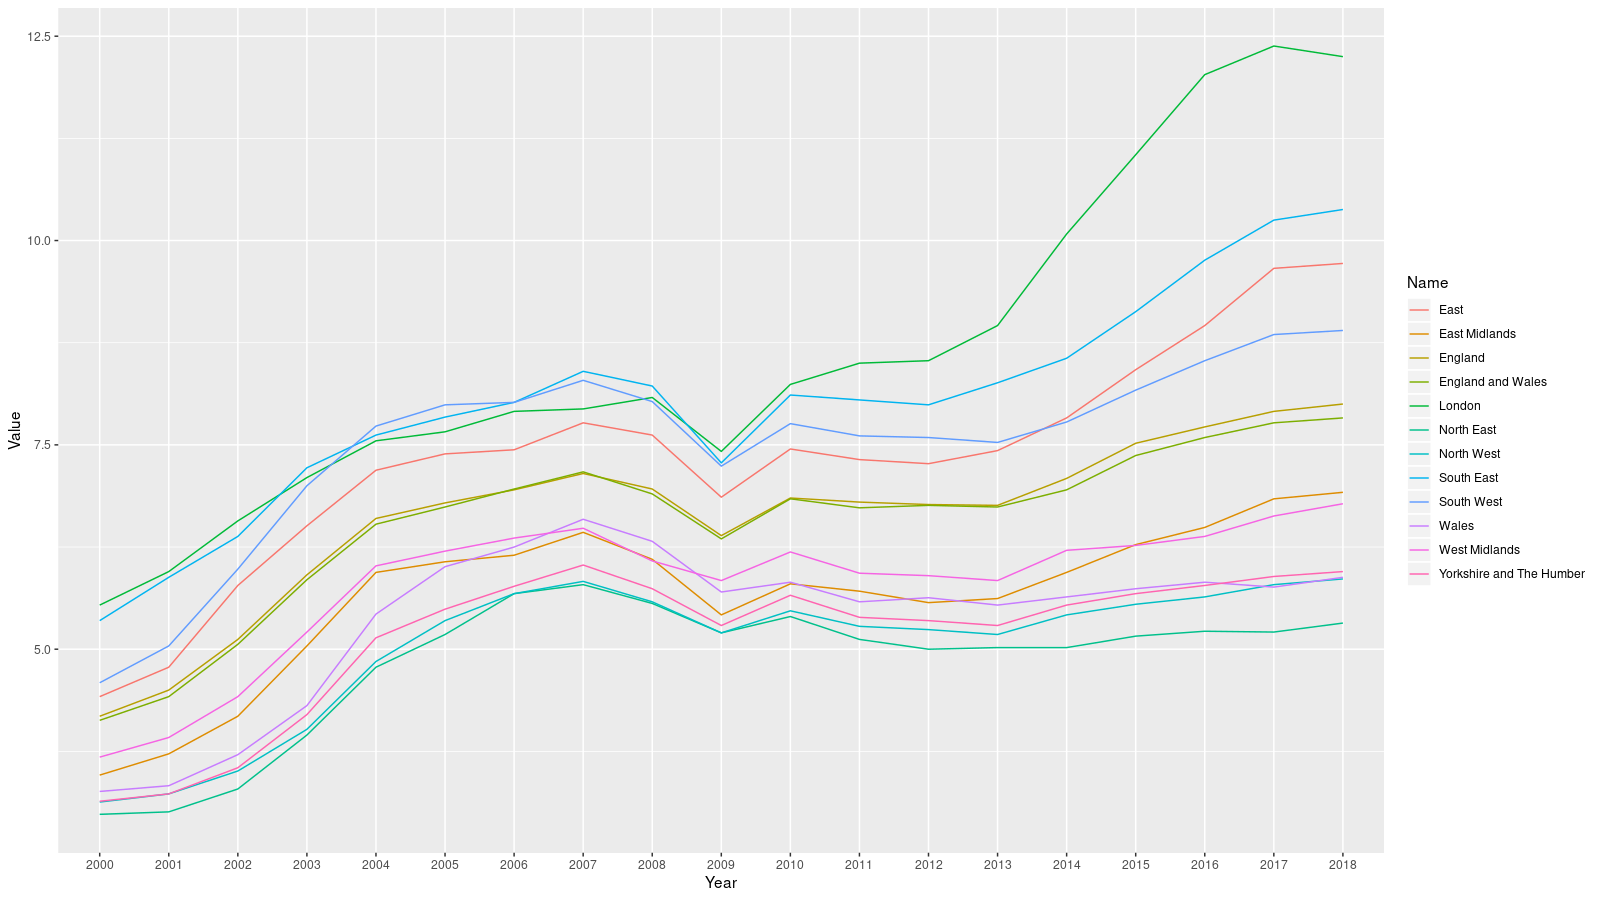 12.5
10.0
7.5
5.0
Value
2000 2001 2002 2003 2004 2005 2006 2007 2008 2009 2010 2011 2012 2013 2014 2015 2016 2017 2018
Year
Name
East
East Midlands
England
England and Wales
London
North East
North West
South East
South West
Wales
West Midlands
Yorkshire and The Humber